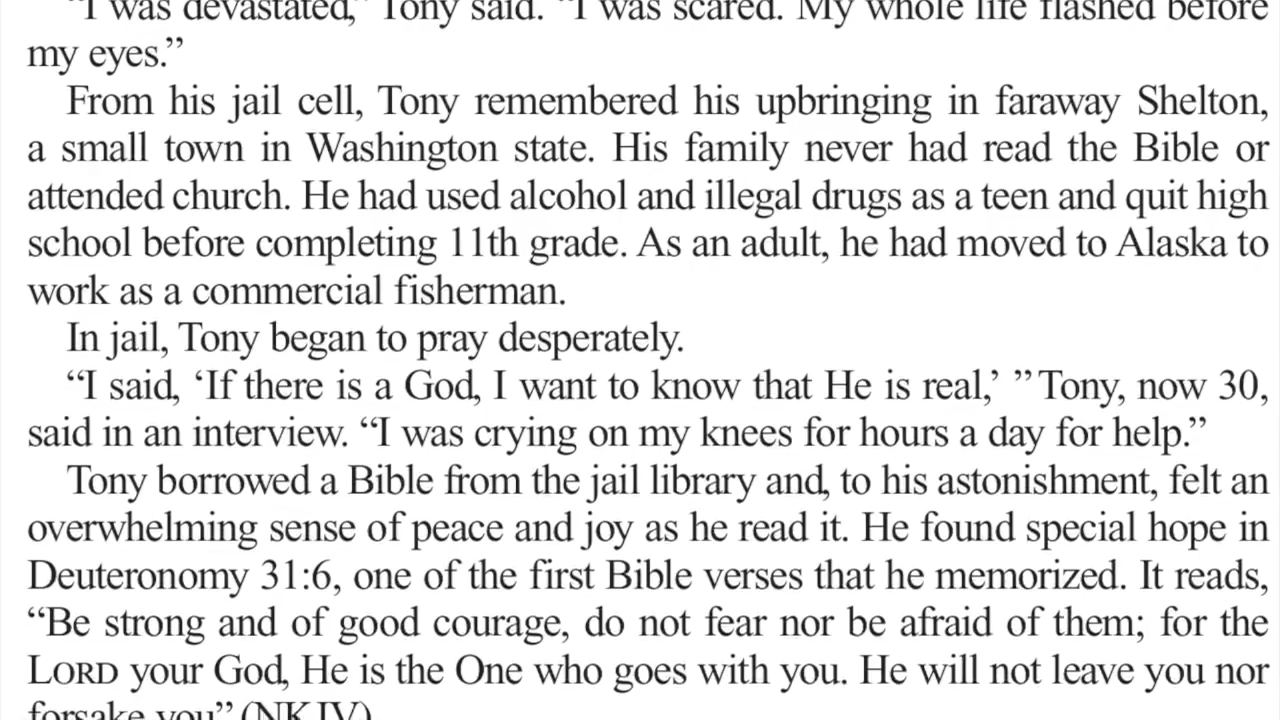 "I was devastated," Tony said. "I was scared. My whole life flashed before
my eyes."
From his jail cell, Tony remembered his upbringing in faraway Shelton,
a small town in Washington state. His family never had read the Bible or
attended church. He had used alcohol and illegal drugs as a teen and quit high
school before completing 11th grade. As an adult, he had moved to Alaska to
work as a commercial fisherman.
In jail, Tony began to pray desperately.
“I said, ‘If there is a God, I want to know that He is real,’ ” Tony, now 30,
said in an interview. “I was crying on my knees for hours a day for help.”
Tony borrowed a Bible from the jail library and, to his astonishment, felt an
overwhelming sense of peace and joy as he read it. He found special hope in
Deuteronomy 31:6, one of the first Bible verses that he memorized. It reads,
“Be strong and of good courage, do not fear nor be afraid of them; for the
LORD your God, He is the One who goes with you. He will not leave you nor
forsake you” (NKJV).